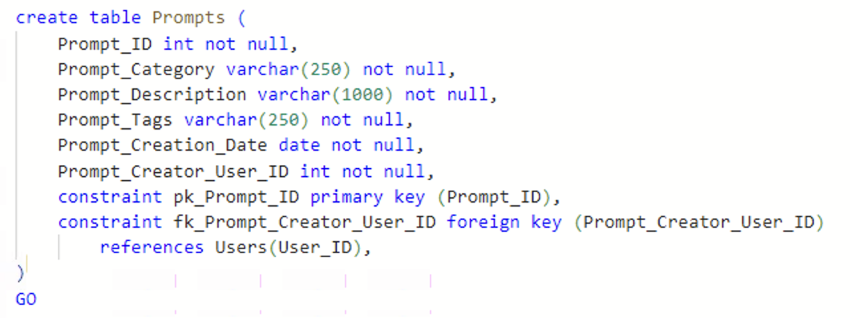 create table Prompts (
Prompt_ID int not null,
Prompt_Category varchar(250) not null,
Prompt_Description varchar(1000) not null,
Prompt_Tags varchar(250) not null,
Prompt_Creation_Date date not null,
Prompt_Creator_User_ID int not null,
constraint pk_Prompt_ID primary key (Prompt_ID),
constraint fk_Prompt_Creator_User_ID foreign key (Prompt_Creator_User_ID)
references Users(User_ID),
)
GO